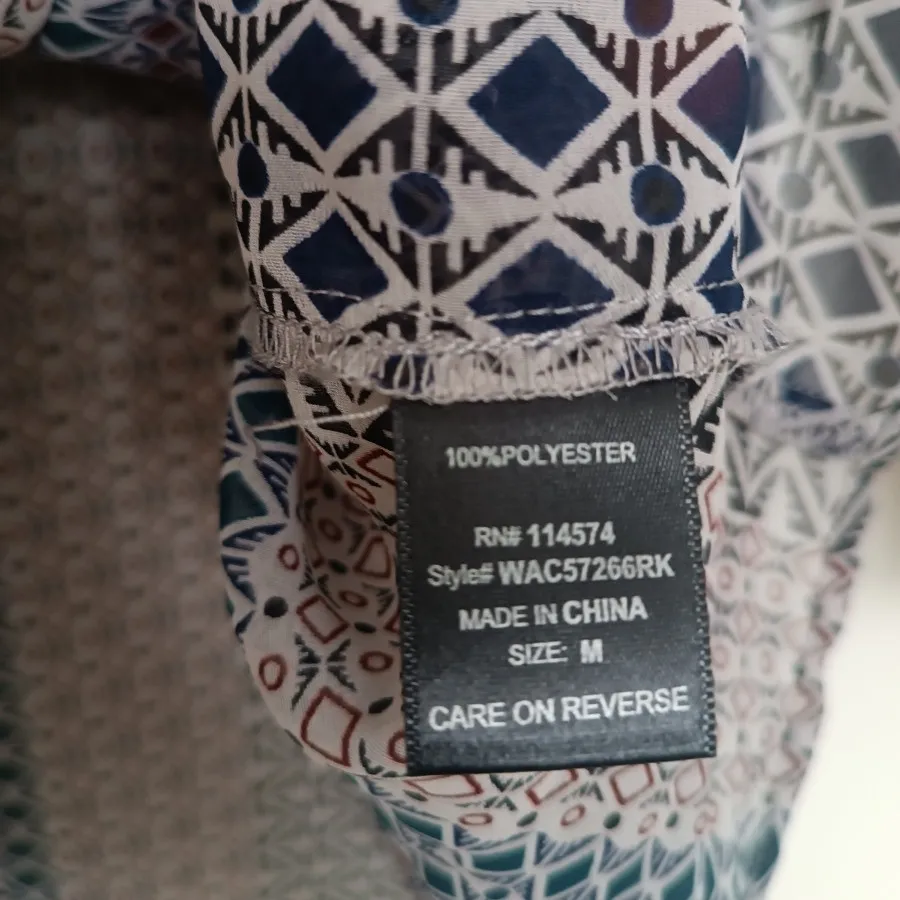 100%POLYESTER
RN# 114574
Style# WAC57266RK
MADE IN CHINA
SIZE: M
CARE ON REVERSE